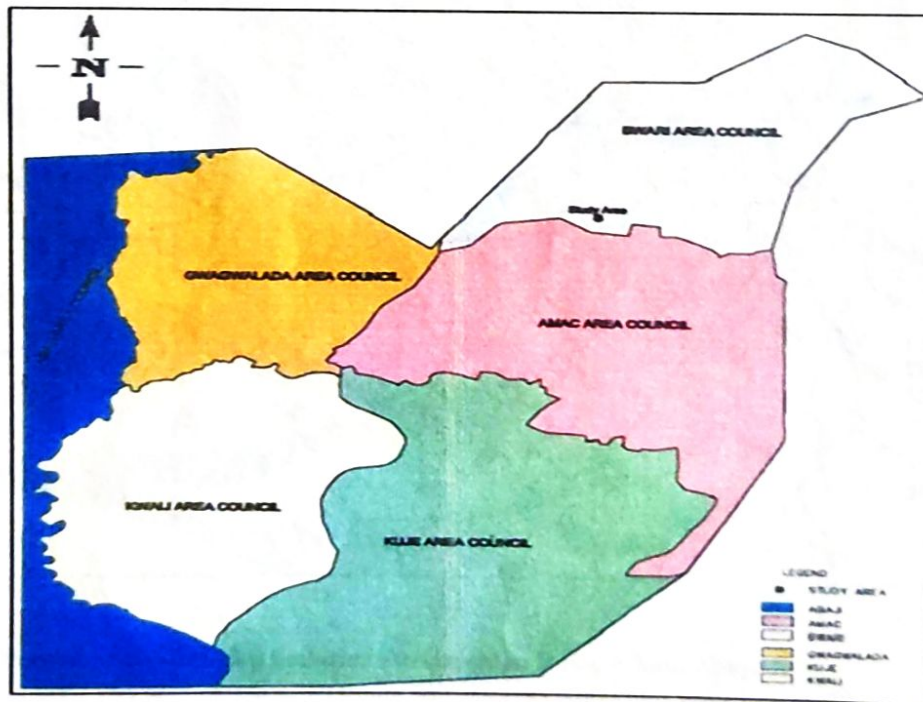 N
BWARI AREA COUNCIL
Study Area
GWAGWALADA AREA COUNCIL
AMAC AREA COUNCIL
KWALI AREA COUNCIL
KUJE AREA COUNCIL
LEGEND
STUDY AREA
ABAJI
AMAC
BWARI
GWAGWALADA
KUJE
KWALI